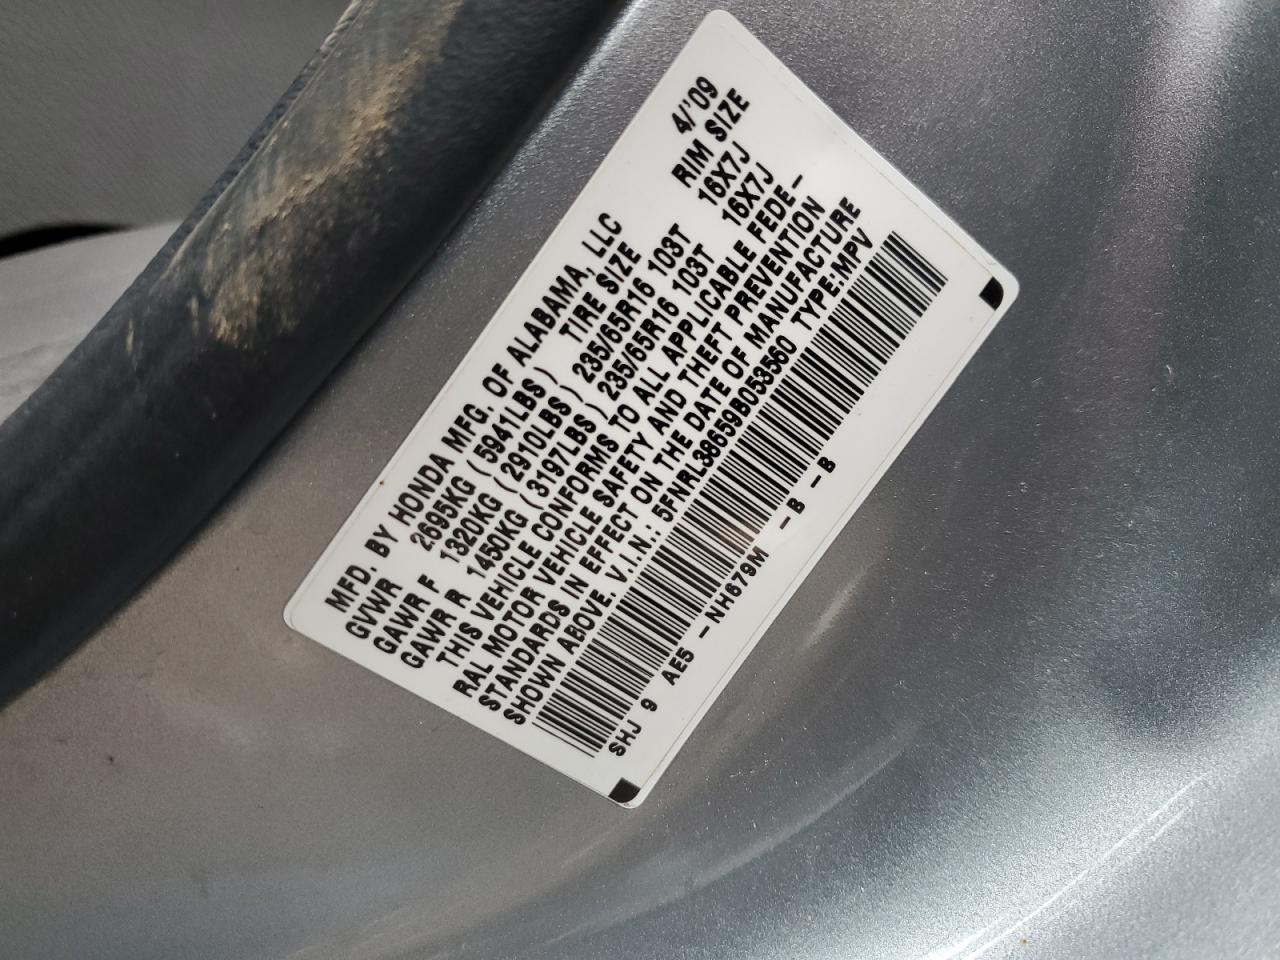 MFD. BY HONDA MFG. OF ALABAMA, LLC 4/'09
GVWR 2695KG (5941LBS) TIRE SIZE RIM SIZE
GAWR F 1320KG (2910LBS) 235/65R16 103T 16X7J
GAWR R 1450KG (3197LBS) 235/65R16 103T 16X7J
THIS VEHICLE CONFORMS TO ALL APPLICABLE FEDE-
RAL MOTOR VEHICLE SAFETY AND THEFT PREVENTION
STANDARDS IN EFFECT ON THE DATE OF MANUFACTURE
SHOWN ABOVE. V.I.N.: 5FNRL38659B053560 TYPE:MPV
SHJ 9 AE5 -NH679M -B -B